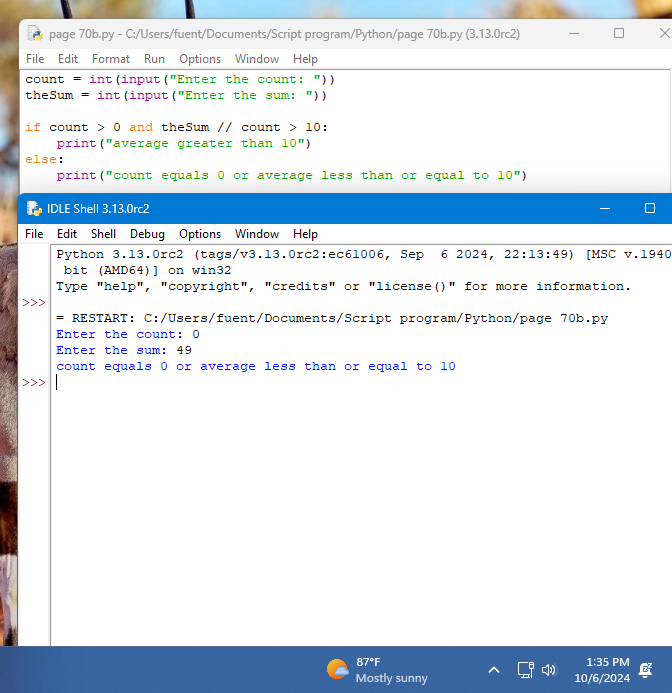 page 70b.py - C:/Users/fuent/Documents/Script program/Python/page 70b.py (3.13.0rc2)
File Edit Format Run Options Window Help
count = int(input("Enter the count: "))
theSum = int(input("Enter the sum: "))
if count > 0 and theSum // count > 10:
    print("average greater than 10")
else:
    print("count equals 0 or average less than or equal to 10")
IDLE Shell 3.13.0rc2
File Edit Shell Debug Options Window Help
Python 3.13.0rc2 (tags/v3.13.0rc2:ec61006, Sep  6 2024, 22:13:49) [MSC v.1940
 bit (AMD64)] on win32
Type "help", "copyright", "credits" or "license()" for more information.
>>>
= RESTART: C:/Users/fuent/Documents/Script program/Python/page 70b.py
Enter the count: 0
Enter the sum: 49
count equals 0 or average less than or equal to 10
>>>
87°F
Mostly sunny
1:35 PM
10/6/2024